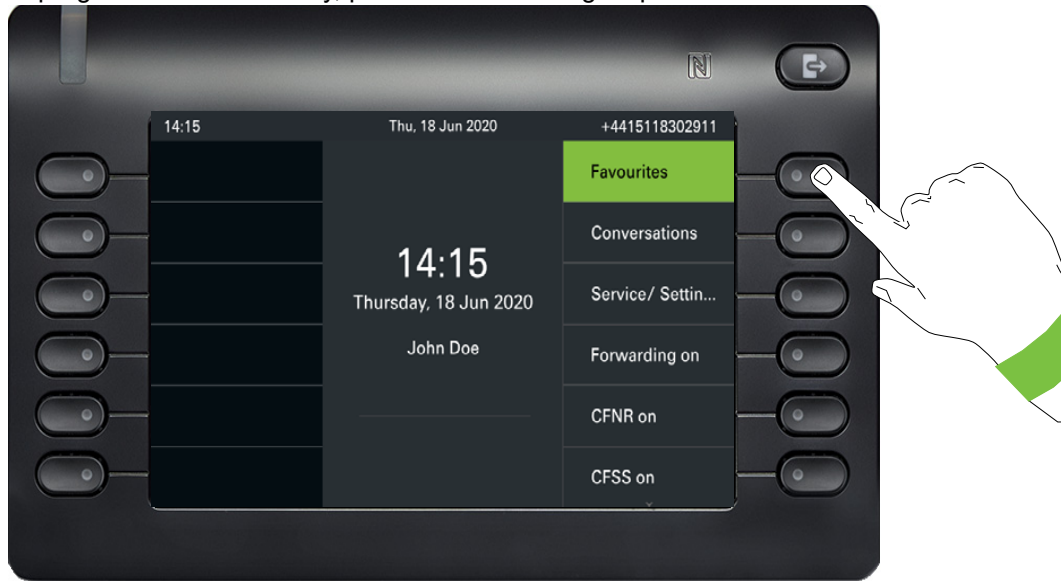 14:15 Thu, 18 Jun 2020 +4415118302911
Favourites
Conversations
14:15
Service/ Settin...
Thursday, 18 Jun 2020
John Doe
Forwarding on
CFNR on
CFSS on